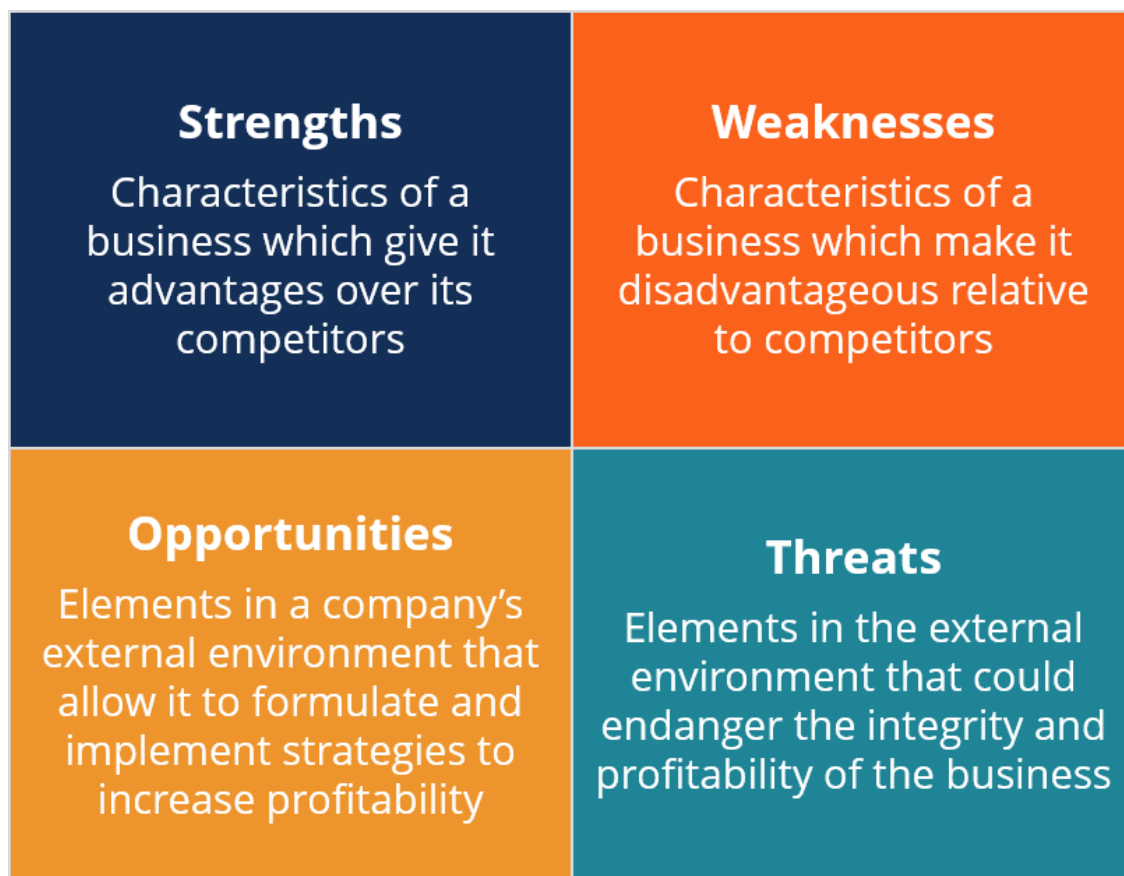 Strengths
Characteristics of a
business which give it
advantages over its
competitors
Weaknesses
Characteristics of a
business which make it
disadvantageous relative
to competitors
Opportunities
Elements in a company’s
external environment that
allow it to formulate and
implement strategies to
increase profitability
Threats
Elements in the external
environment that could
endanger the integrity and
profitability of the business